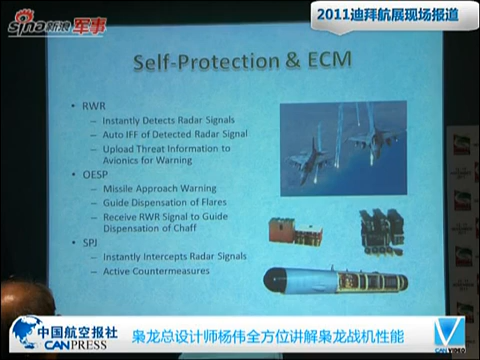 sina新浪 军事
2011迪拜航展现场报道
Self-Protection & ECM
• RWR
– Instantly Detects Radar Signals
– Auto IFF of Detected Radar Signal
– Upload Threat Information to
Avionics for Warning
• OESP
– Missile Approach Warning
– Guide Dispensation of Flares
– Receive RWR Signal to Guide
Dispensation of Chaff
• SPJ
– Instantly Intercepts Radar Signals
– Active Countermeasures
中国航空报社
CANPRESS
枭龙总设计师杨伟全方位讲解枭龙战机性能
CANVIDEO